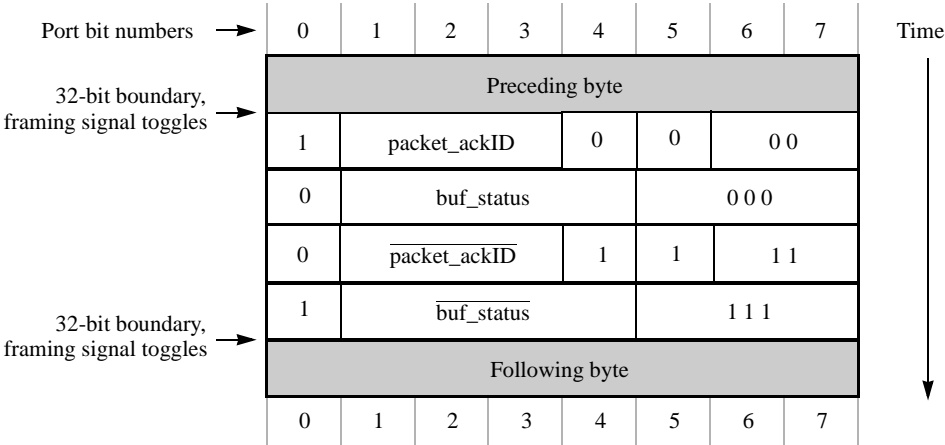 Port bit numbers 0 1 2 3 4 5 6 7 Time
Preceding byte
32-bit boundary,
framing signal toggles
1 packet_ackID 0 0 0 0
0 buf_status 0 0 0
0 packet_ackID 1 1 1 1
1 buf_status 1 1 1
32-bit boundary,
framing signal toggles
Following byte
0 1 2 3 4 5 6 7